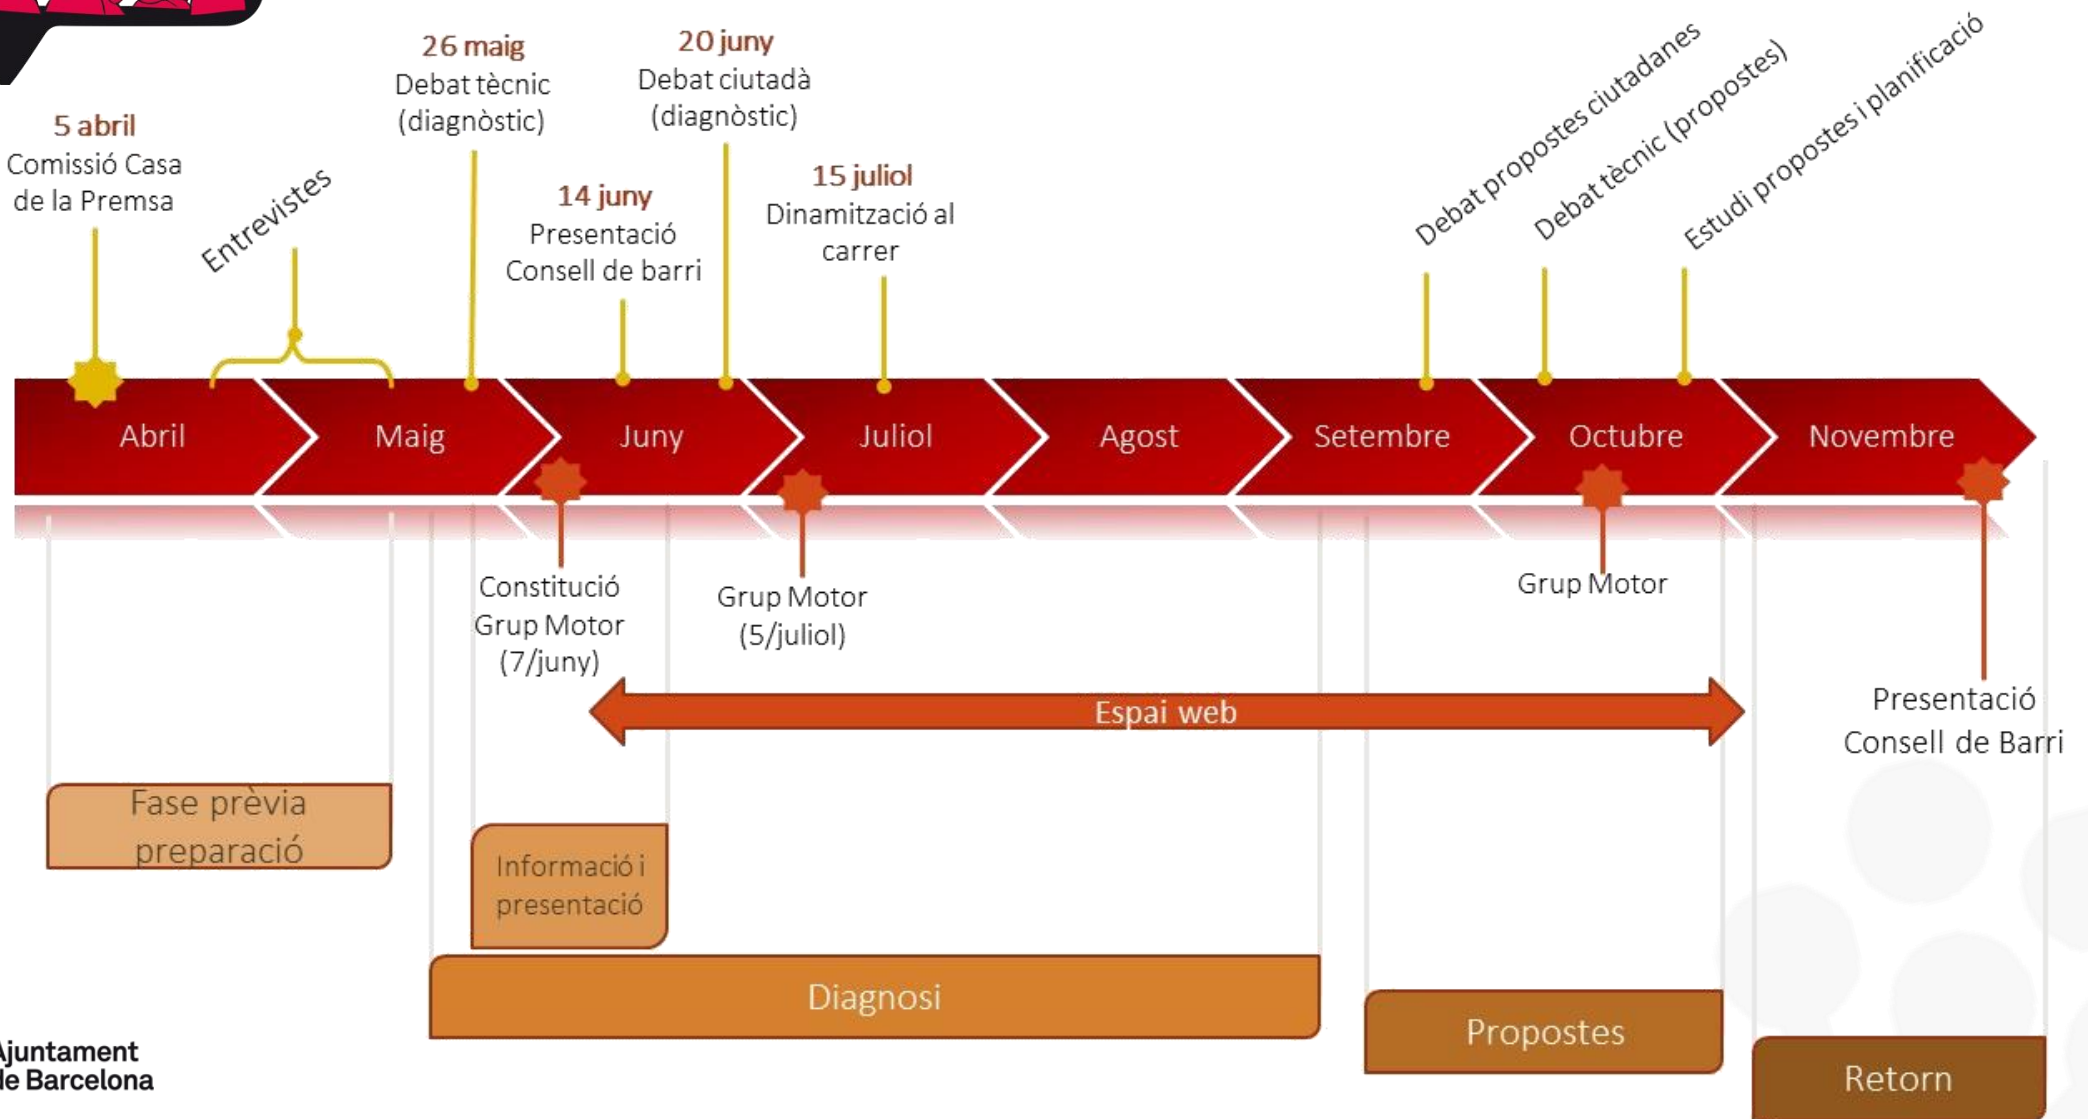 5 abril
Comissió Casa
de la Premsa
Entrevistes
26 maig
Debat tècnic
(diagnòstic)
14 juny
Presentació
Consell de barri
20 juny
Debat ciutadà
(diagnòstic)
15 juliol
Dinamització al
carrer
Debat propostes ciutadanes
Debat tècnic (propostes)
Estudi propostes i planificació
Abril
Maig
Juny
Juliol
Agost
Setembre
Octubre
Novembre
Constitució
Grup Motor
(7/juny)
Grup Motor
(5/juliol)
Grup Motor
Presentació
Consell de Barri
Espai web
Fase prèvia
preparació
Informació i
presentació
Diagnosi
Propostes
Retorn
Ajuntament
de Barcelona